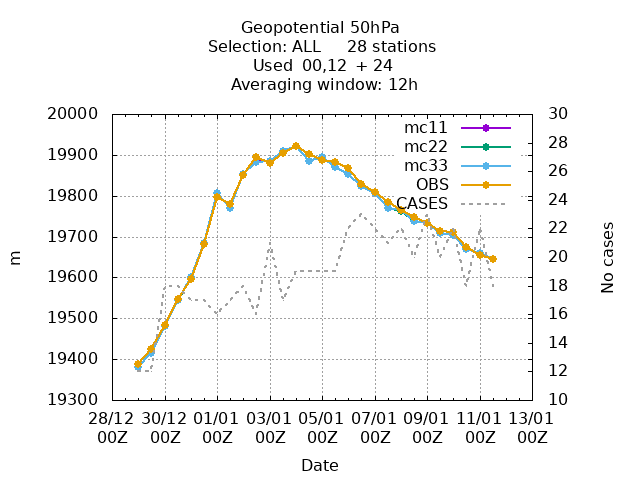 Geopotential 50hPa
Selection: ALL 28 stations
Used 00,12 + 24
Averaging window: 12h
20000
19900
19800
19700
19600
19500
19400
19300
m
30
28
26
24
22
20
18
16
14
12
10
No cases
mc11
mc22
mc33
OBS
CASES
28/12 30/12 01/01 03/01 05/01 07/01 09/01 11/01 13/01
00Z 00Z 00Z 00Z 00Z 00Z 00Z 00Z 00Z
Date